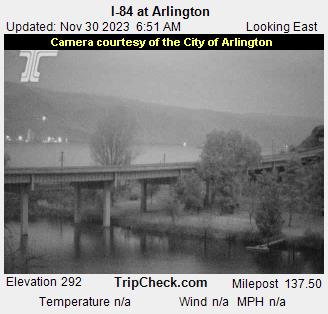 I-84 at Arlington
Updated: Nov 30 2023 6:51 AM Looking East
Camera courtesy of the City of Arlington
Elevation 292 TripCheck.com Milepost 137.50
Temperature n/a Wind n/a MPH n/a